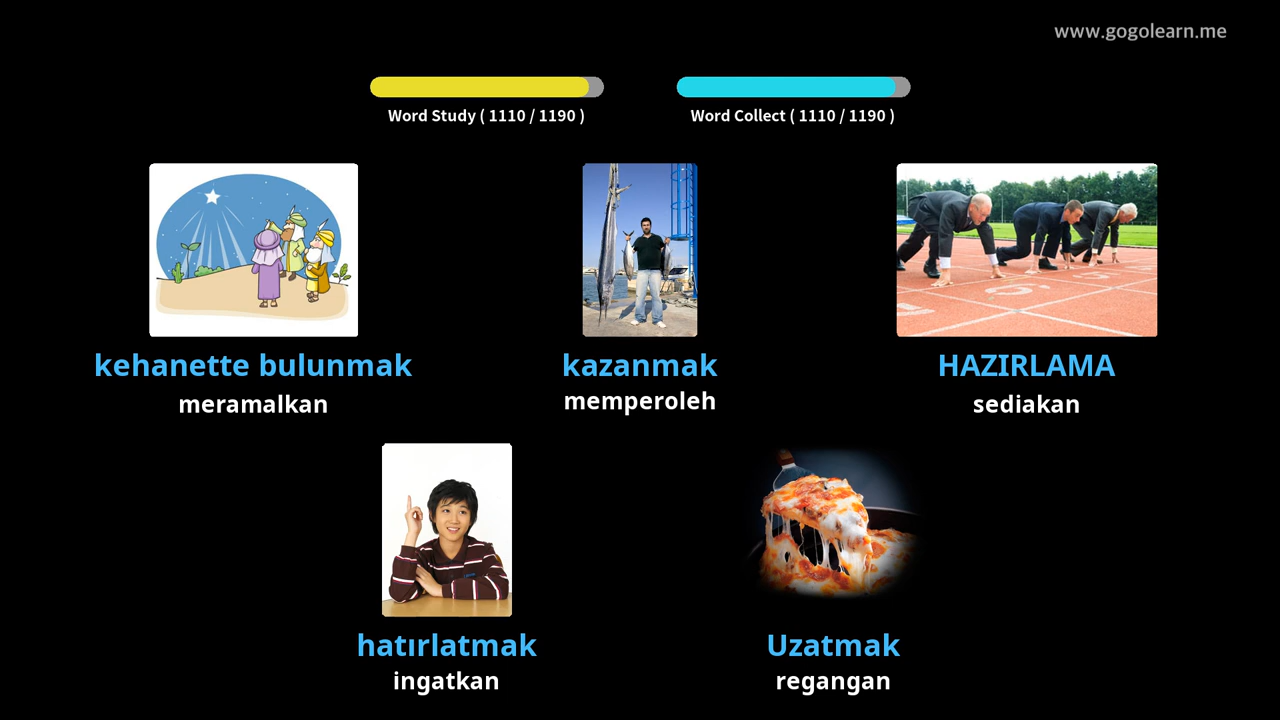 www.gogolearn.me
Word Study ( 1110 / 1190 )
Word Collect ( 1110 / 1190 )
kehanette bulunmak
meramalkan
kazanmak
memperoleh
HAZIRLAMA
sediakan
hatırlatmak
ingatkan
Uzatmak
regangan